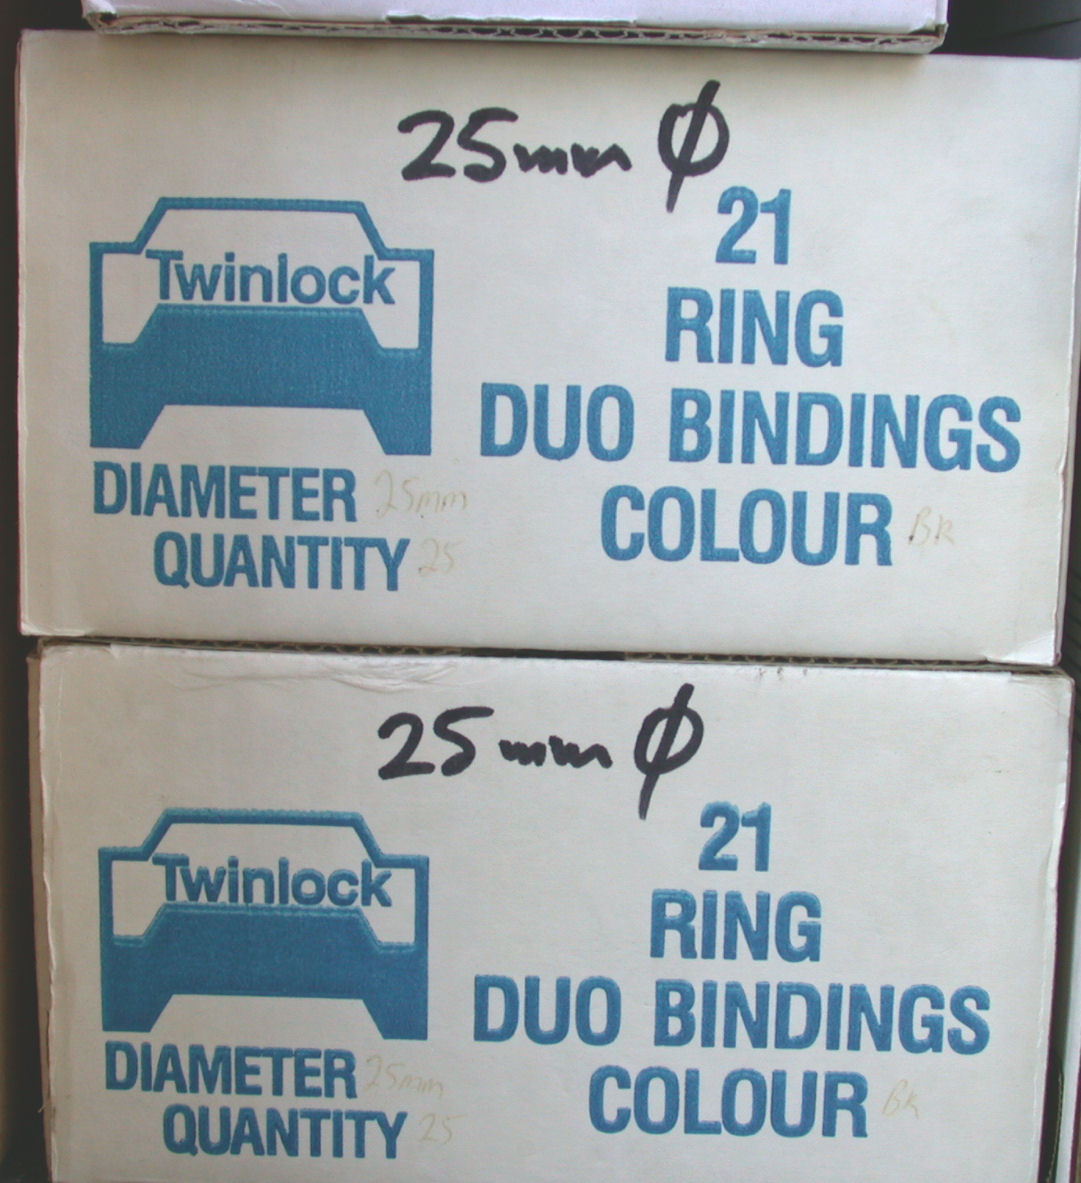 25mm Ø
21
Twinlock
RING
DUO BINDINGS
DIAMETER 25mm
COLOUR BK
QUANTITY 25
25mm Ø
21
Twinlock
RING
DUO BINDINGS
DIAMETER 25mm
COLOUR BK
QUANTITY 25